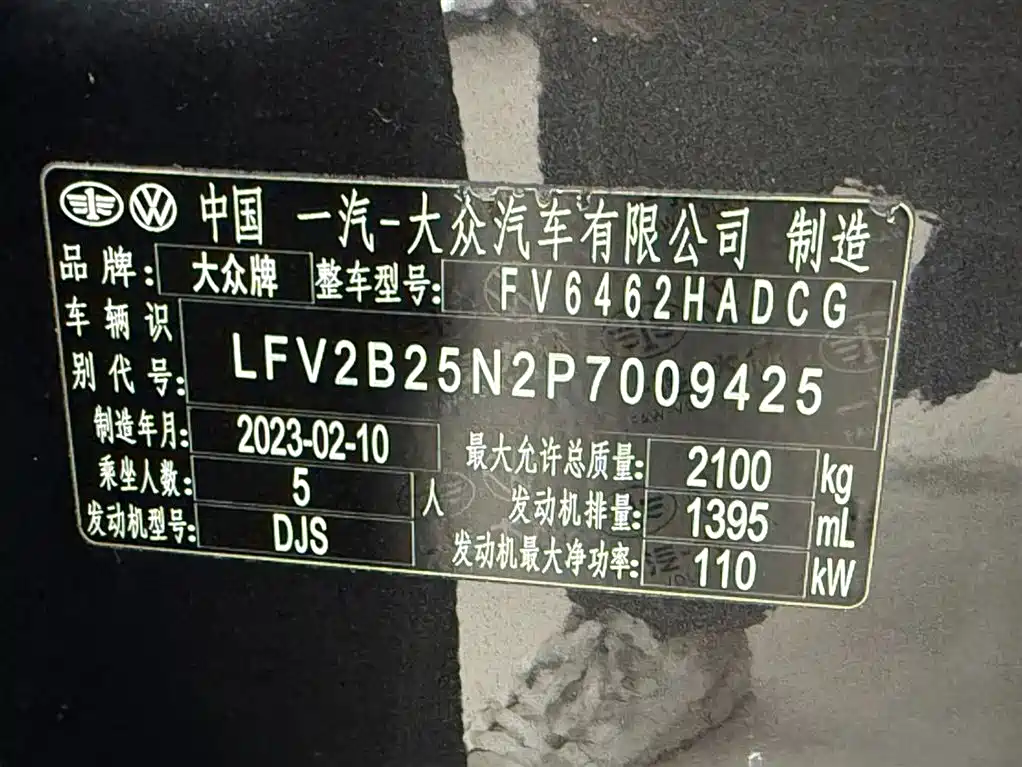 中国 一汽-大众汽车有限公司 制造
品牌: 大众牌 整车型号: FV6462HADCG
车辆识别代号: LFV2B25N2P7009425
制造年月: 2023-02-10 最大允许总质量: 2100 kg
乘坐人数: 5 人 发动机排量: 1395 mL
发动机型号: DJS 发动机最大净功率: 110 kW